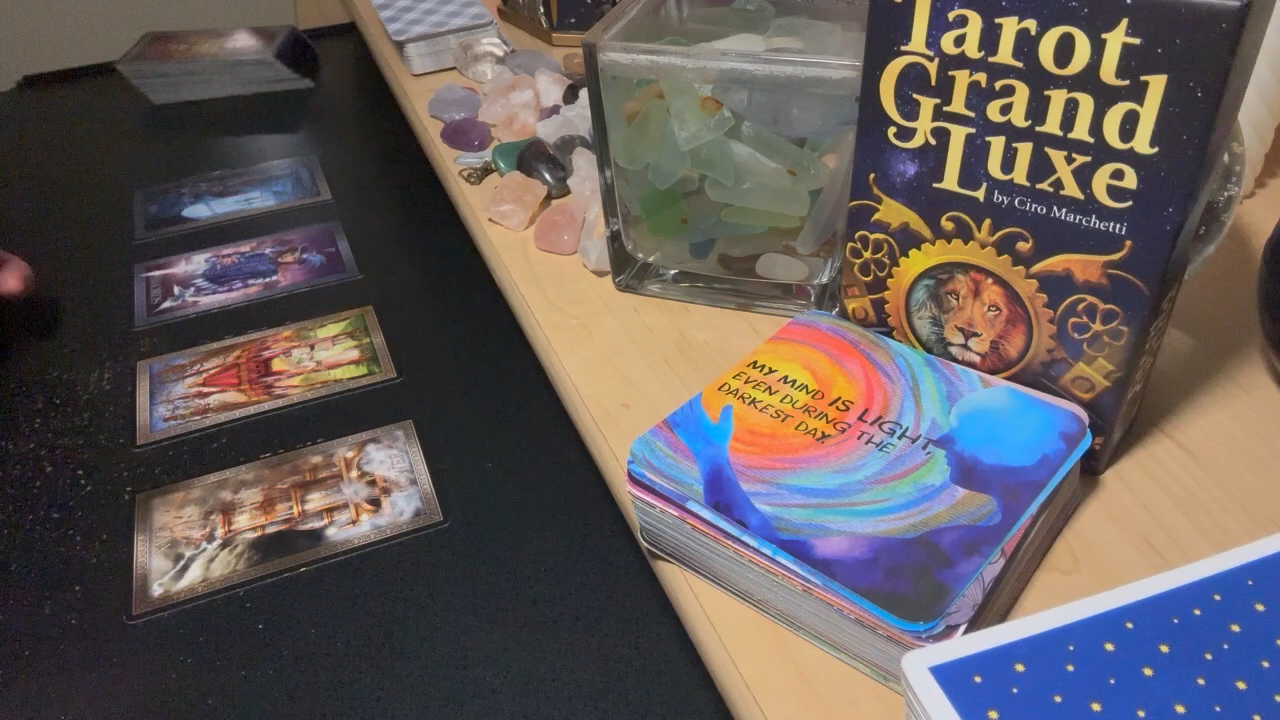 Tarot
Grand
Luxe
by Ciro Marchetti
MY MIND IS LIGHT,
EVEN DURING THE
DARKEST DAY.